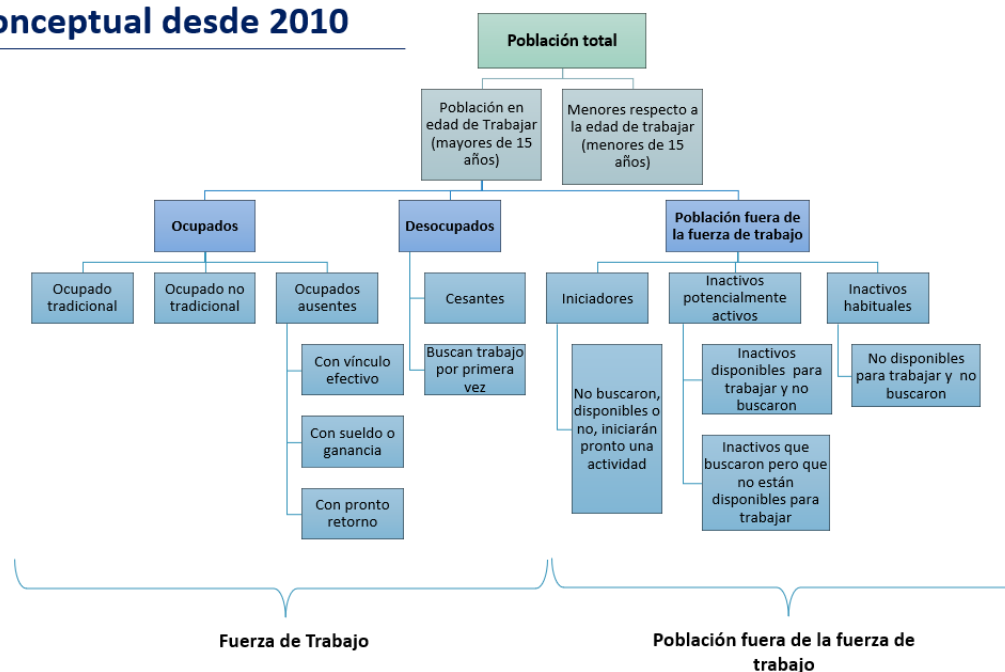 onceptual desde 2010
Población total
Población en
edad de Trabajar
(mayores de 15
años)
Menores respecto a
la edad de trabajar
(menores de 15
años)
Ocupados
Desocupados
Población fuera de
la fuerza de trabajo
Ocupado
tradicional
Ocupado no
tradicional
Ocupados
ausentes
Cesantes
Iniciadores
Inactivos
potencialmente
activos
Inactivos
habituales
Con vínculo
efectivo
Buscan trabajo
por primera
vez
No buscaron,
disponibles o
no, iniciarán
pronto una
actividad
Inactivos
disponibles para
trabajar y no
buscaron
No disponibles
para trabajar y no
buscaron
Con sueldo o
ganancia
Inactivos que
buscaron pero que
no están
disponibles para
trabajar
Con pronto
retorno
Fuerza de Trabajo
Población fuera de la fuerza de
trabajo